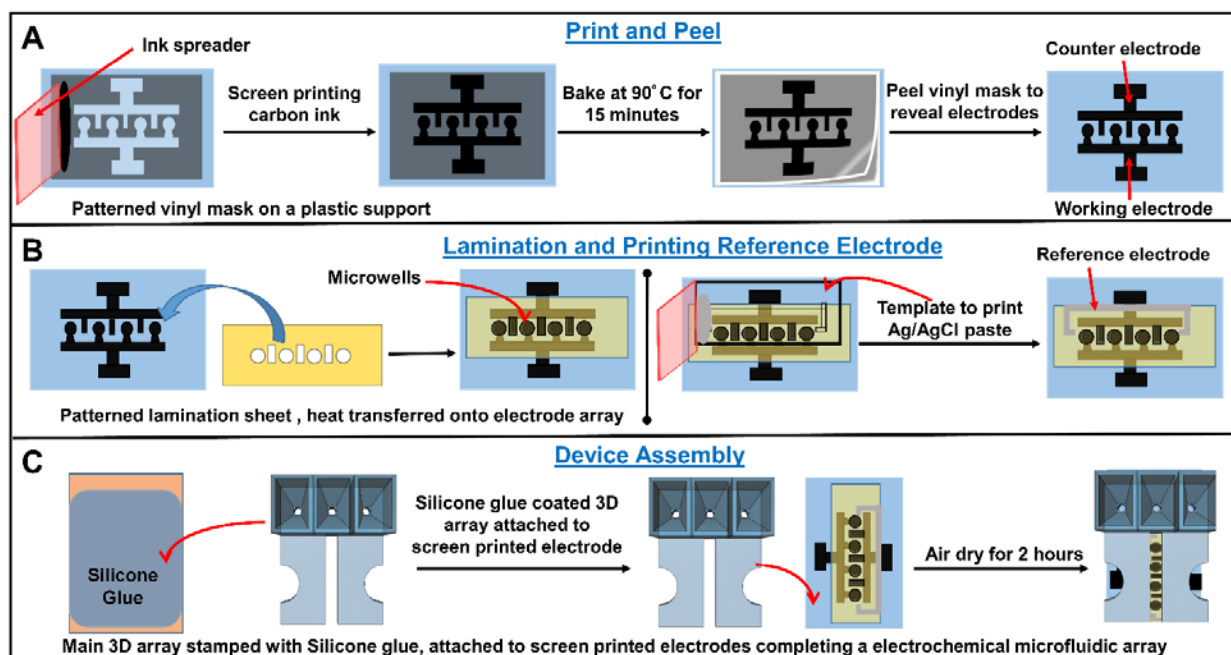 A
Print and Peel
Ink spreader
Counter electrode
Screen printing
carbon ink
Bake at 90°C for
15 minutes
Peel vinyl mask to
reveal electrodes
Patterned vinyl mask on a plastic support
Working electrode
B
Lamination and Printing Reference Electrode
Microwells
Reference electrode
Template to print
Ag/AgCl paste
Patterned lamination sheet , heat transferred onto electrode array
C
Device Assembly
Silicone
Glue
Silicone glue coated 3D
array attached to
screen printed electrode
Air dry for 2 hours
Main 3D array stamped with Silicone glue, attached to screen printed electrodes completing a electrochemical microfluidic array